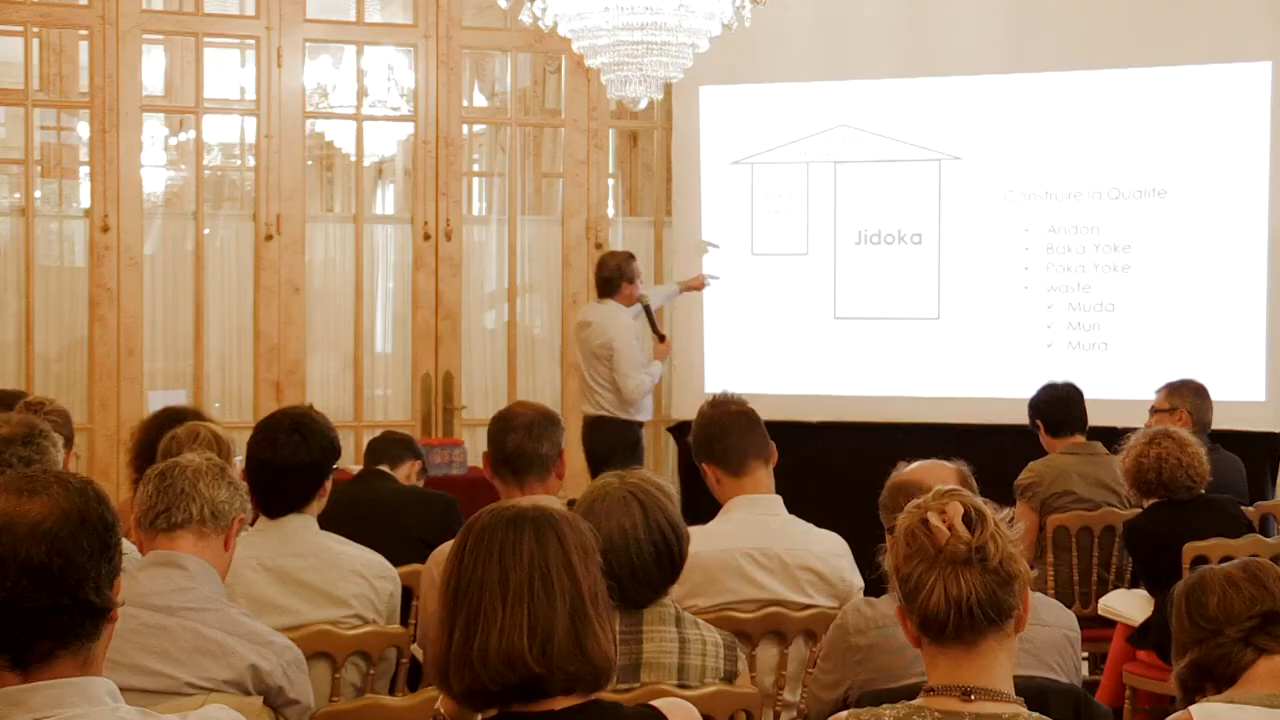 Jidoka
Construire la Qualité
Andon
Baka Yoke
Poka Yoke
waste
Muda
Muri
Mura